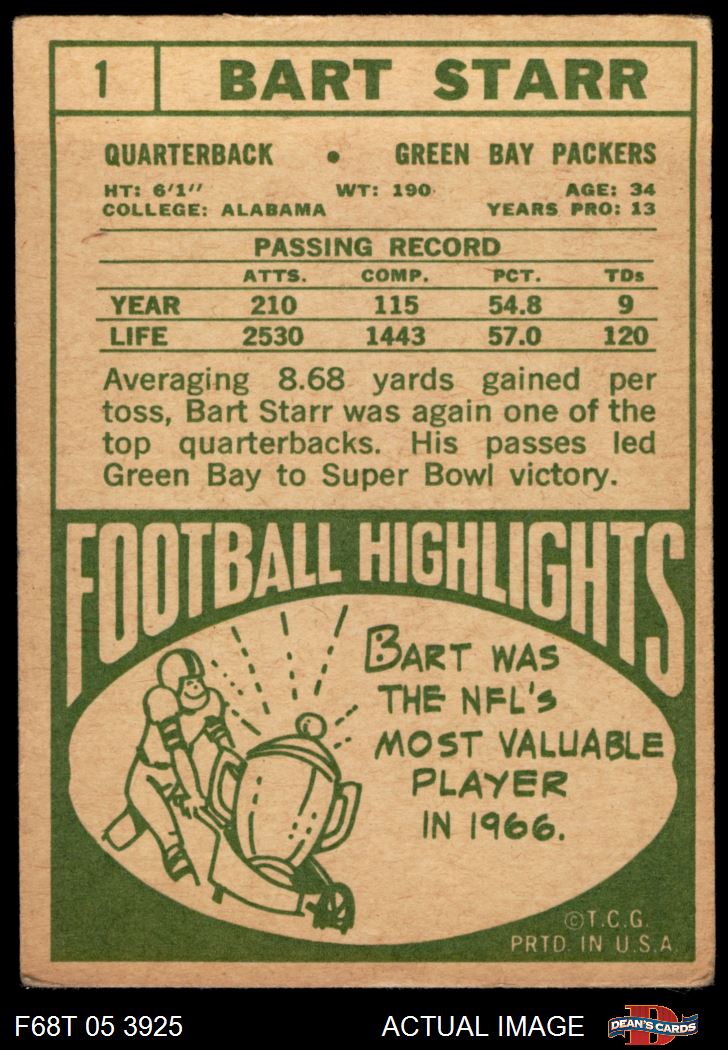 1 BART STARR
QUARTERBACK • GREEN BAY PACKERS
HT: 6'1" WT: 190 AGE: 34
COLLEGE: ALABAMA YEARS PRO: 13
PASSING RECORD
ATTS. COMP. PCT. TDs
YEAR 210 115 54.8 9
LIFE 2530 1443 57.0 120
Averaging 8.68 yards gained per
toss, Bart Starr was again one of the
top quarterbacks. His passes led
Green Bay to Super Bowl victory.
FOOTBALL HIGHLIGHTS
BART WAS
THE NFL'S
MOST VALUABLE
PLAYER
IN 1966.
©T.C.G.
PRTD. IN U.S.A.
F68T 05 3925 ACTUAL IMAGE D DEAN'S CARDS